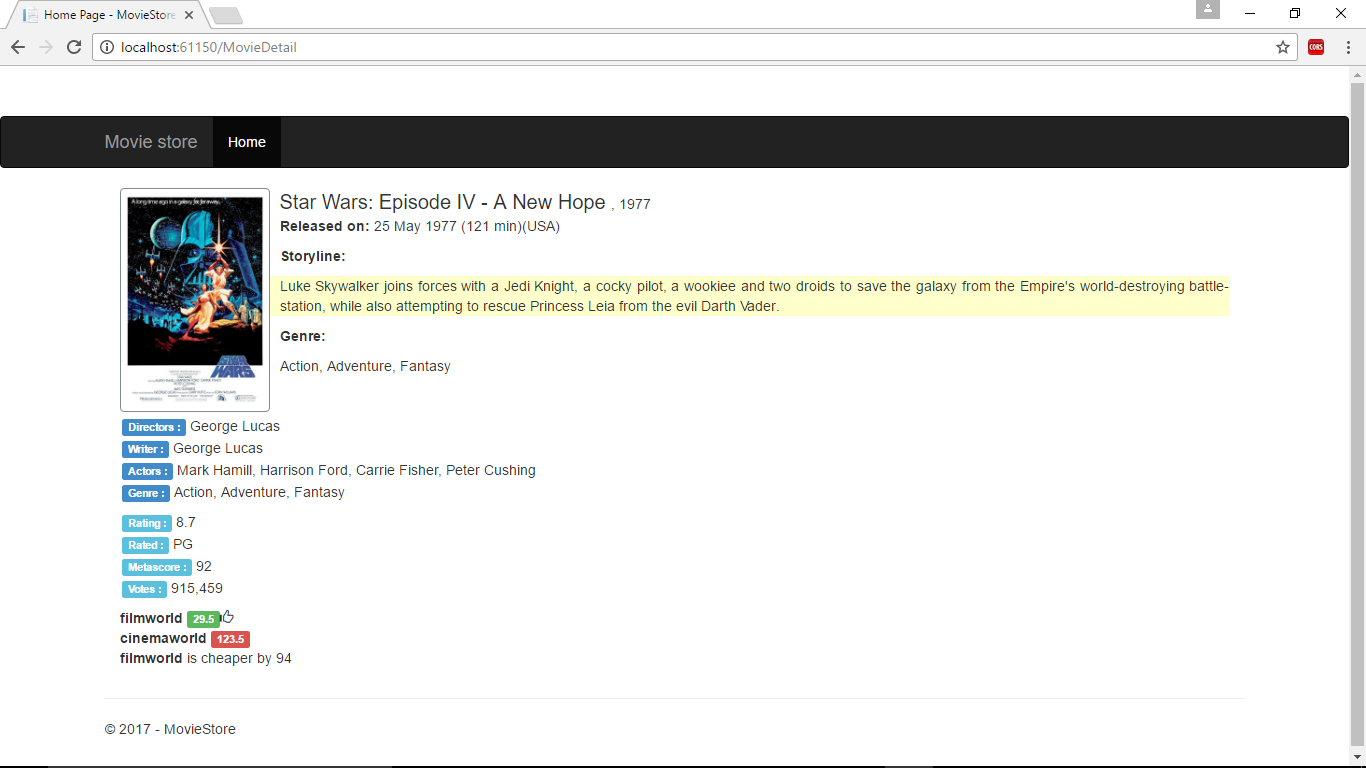 Home Page - MovieStore
localhost:61150/MovieDetail
CORS
Movie store Home
A long time ago in a galaxy far, far away...
STAR WARS
Star Wars: Episode IV - A New Hope , 1977
Released on: 25 May 1977 (121 min)(USA)
Storyline:
Luke Skywalker joins forces with a Jedi Knight, a cocky pilot, a wookiee and two droids to save the galaxy from the Empire's world-destroying battle-
station, while also attempting to rescue Princess Leia from the evil Darth Vader.
Genre:
Action, Adventure, Fantasy
Directors : George Lucas
Writer : George Lucas
Actors : Mark Hamill, Harrison Ford, Carrie Fisher, Peter Cushing
Genre : Action, Adventure, Fantasy
Rating : 8.7
Rated : PG
Metascore : 92
Votes : 915,459
filmworld 29.5
cinemaworld 123.5
filmworld is cheaper by 94
© 2017 - MovieStore